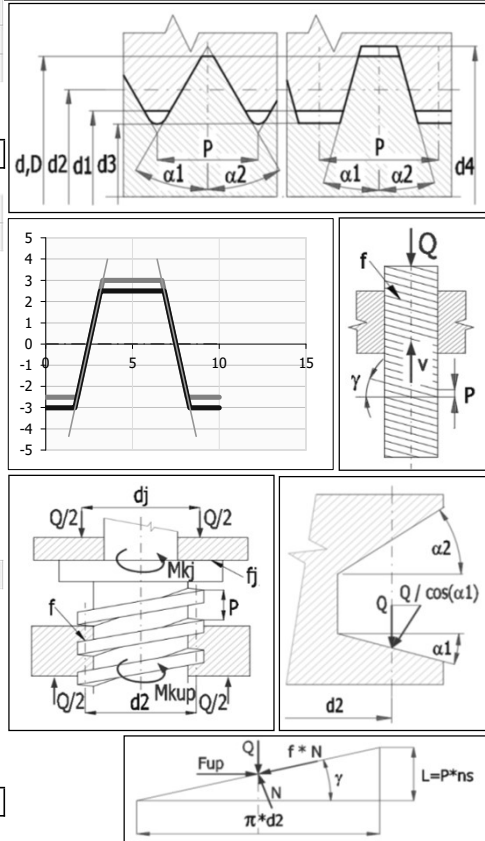 P P
α1 α2 α1 α2
d,D d2 d1 d3 d4
5
4
3
2
1
0
-1
-2
-3
-4
-5
0 5 10 15
Q
f
v
γ
P
dj
Q/2 Q/2
Mkj fj
f P
Mkup
Q/2 d2 Q/2
α2
Q Q / cos(α1)
α1
d2
Q f * N
Fup γ L=P*ns
N
π*d2